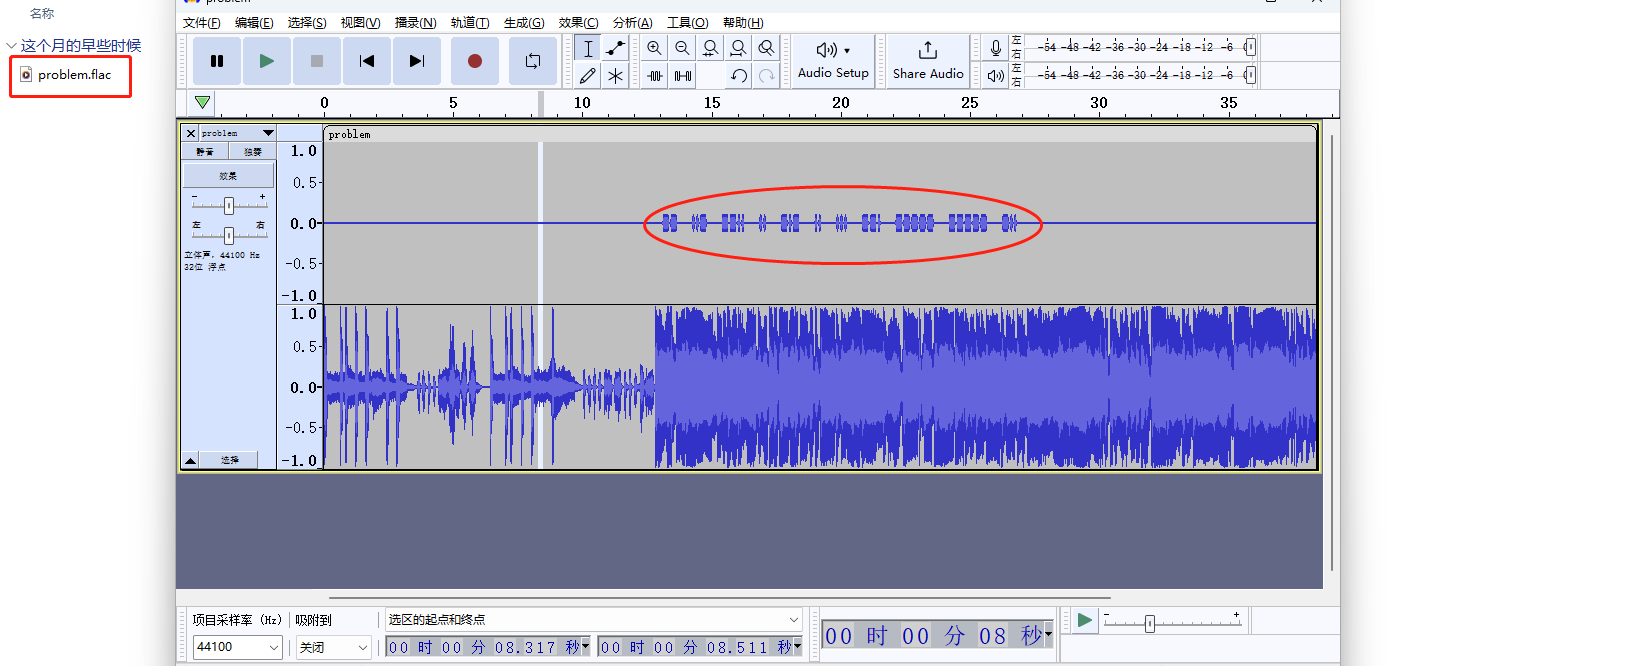 名称
这个月的早些时候
problem.flac
problem
文件(F) 编辑(E) 选择(S) 视图(V) 播录(N) 轨道(T) 生成(G) 效果(C) 分析(A) 工具(O) 帮助(H)
Audio Setup
Share Audio
左
右
-54 -48 -42 -36 -30 -24 -18 -12 -6 0
左
右
-54 -48 -42 -36 -30 -24 -18 -12 -6 0
0 5 10 15 20 25 30 35
problem
静音 独奏
效果
- +
左 右
立体声, 44100 Hz
32位 浮点
选择
problem
1.0
0.5
0.0
-0.5
-1.0
1.0
0.5
0.0
-0.5
-1.0
项目采样率 (Hz) 吸附到
选区的起点和终点
44100
关闭
00 时 00 分 08.317 秒
00 时 00 分 08.511 秒
00 时 00 分 08 秒
- +